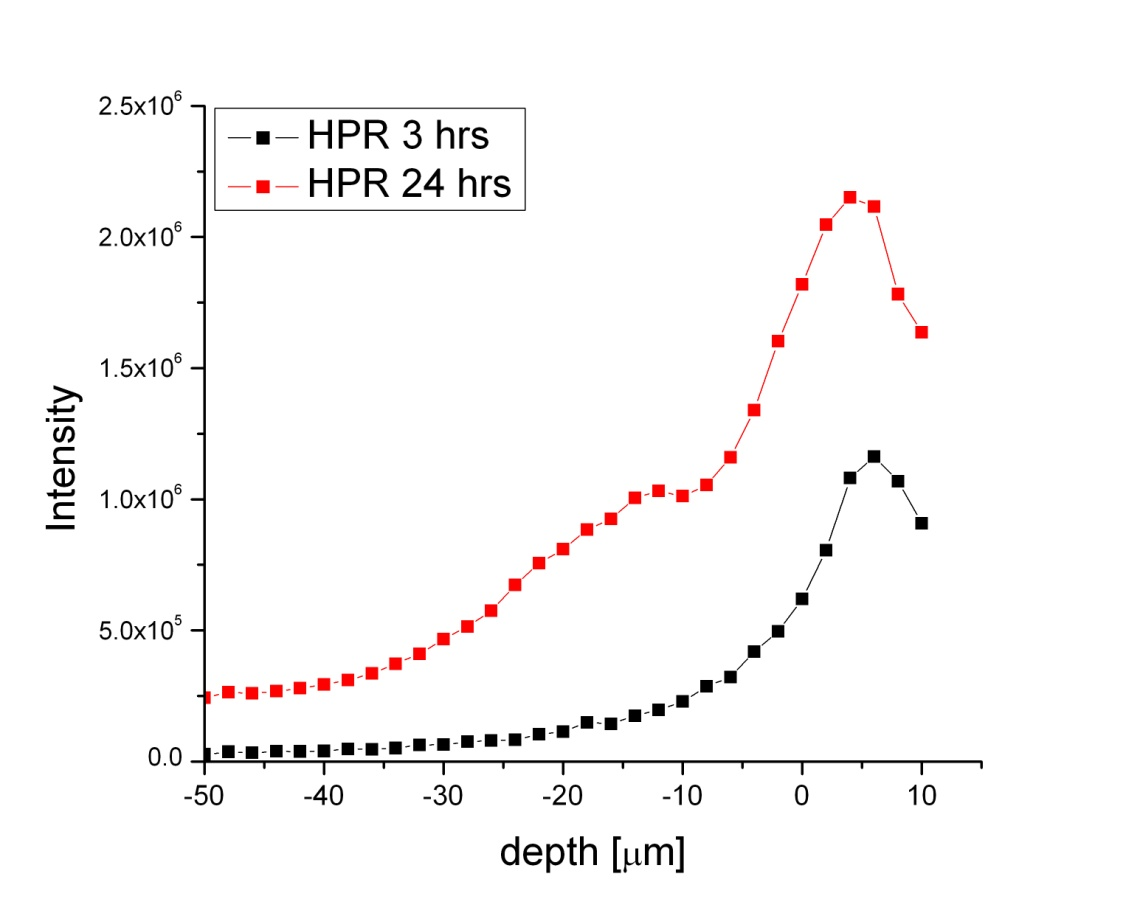 2.5x10⁶
HPR 3 hrs
HPR 24 hrs
2.0x10⁶
1.5x10⁶
Intensity
1.0x10⁶
5.0x10⁵
0.0
-50 -40 -30 -20 -10 0 10
depth [μm]